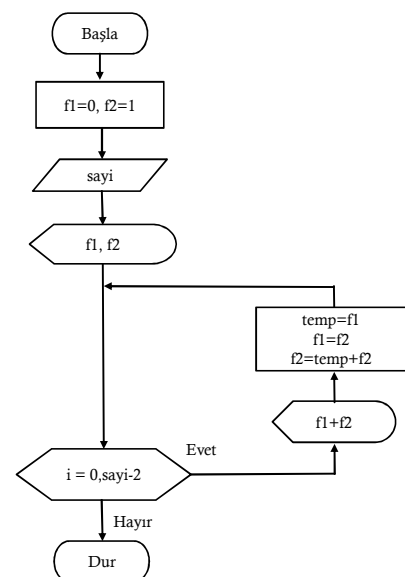 Başla
f1=0, f2=1
sayi
f1, f2
temp=f1
f1=f2
f2=temp+f2
f1+f2
Evet
i = 0,sayi-2
Hayır
Dur